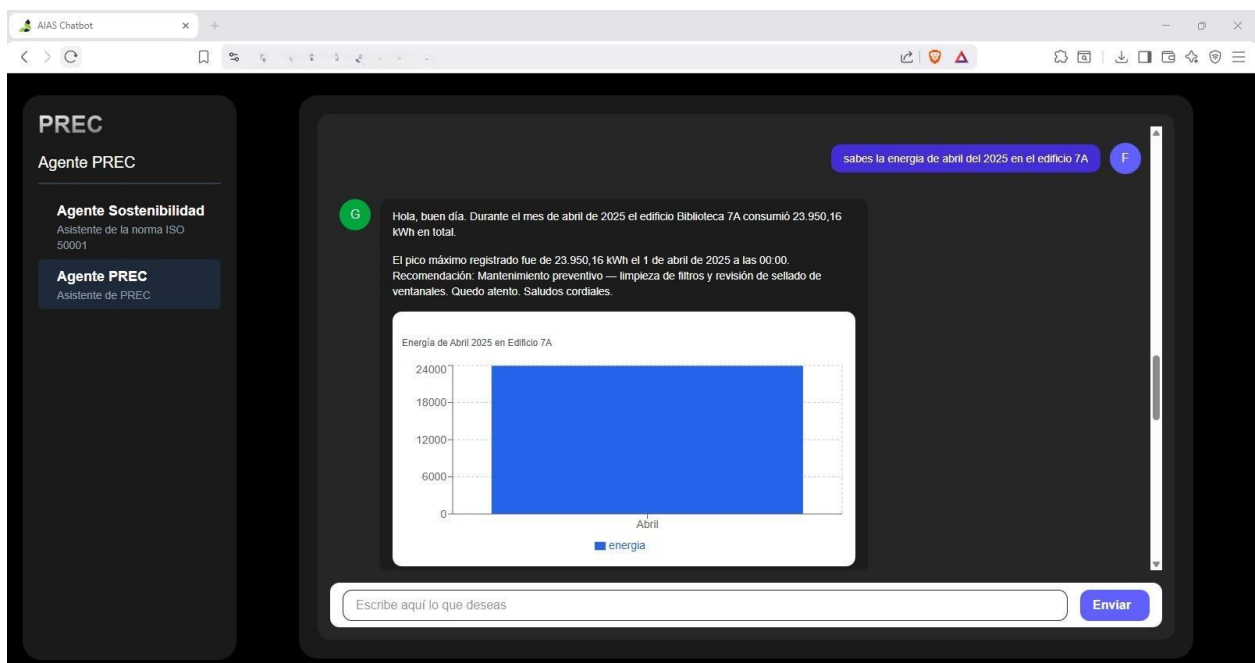 AIAS Chatbot
PREC
Agente PREC
Agente Sostenibilidad
Asistente de la norma ISO
50001
Agente PREC
Asistente de PREC
sabes la energia de abril del 2025 en el edificio 7A
F
G
Hola, buen día. Durante el mes de abril de 2025 el edificio Biblioteca 7A consumió 23.950,16
kWh en total.
El pico máximo registrado fue de 23.950,16 kWh el 1 de abril de 2025 a las 00:00.
Recomendación: Mantenimiento preventivo — limpieza de filtros y revisión de sellado de
ventanales. Quedo atento. Saludos cordiales.
Energía de Abril 2025 en Edificio 7A
24000
18000
12000
6000
0
Abril
energia
Escribe aquí lo que deseas
Enviar